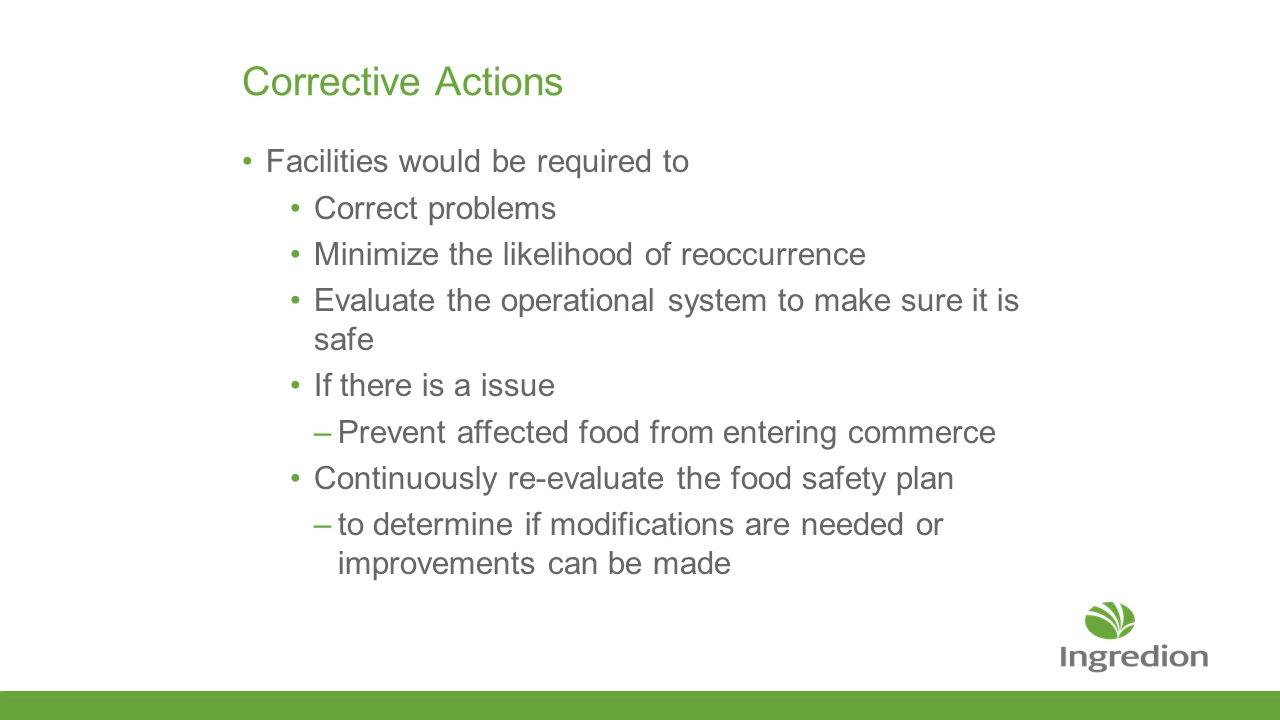 Corrective Actions
• Facilities would be required to
• Correct problems
• Minimize the likelihood of reoccurrence
• Evaluate the operational system to make sure it is
safe
• If there is a issue
– Prevent affected food from entering commerce
• Continuously re-evaluate the food safety plan
– to determine if modifications are needed or
improvements can be made
Ingredion